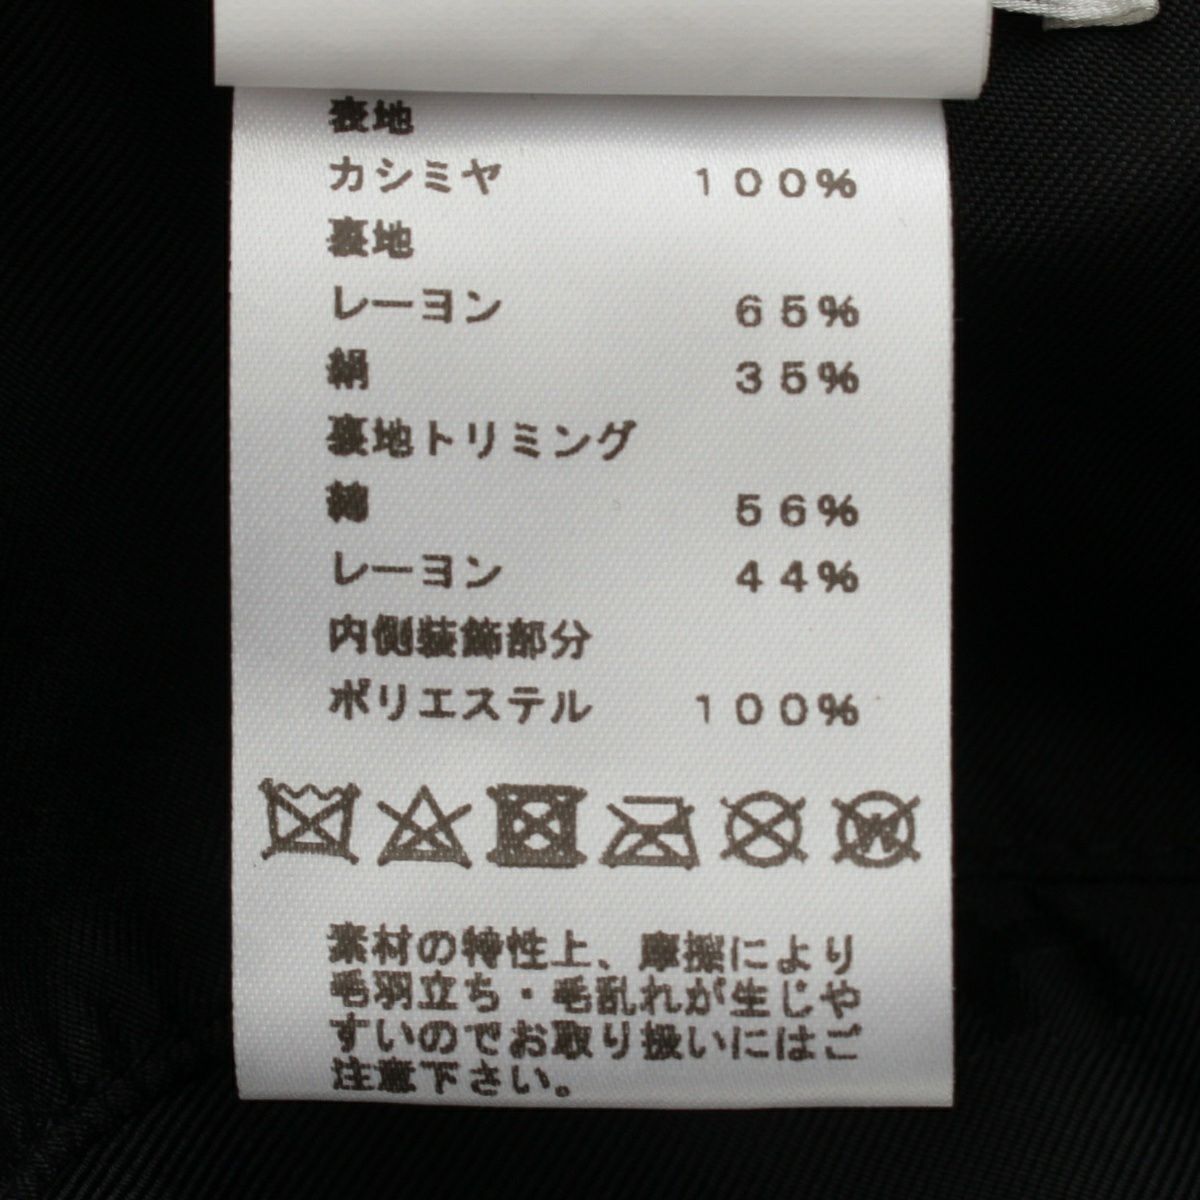 表地
カシミヤ 100%
裏地
レーヨン 65%
絹 35%
裏地トリミング
綿 56%
レーヨン 44%
内側装飾部分
ポリエステル 100%
W
素材の特性上、摩擦により
毛羽立ち・毛乱れが生じや
すいのでお取り扱いにはご
注意下さい。